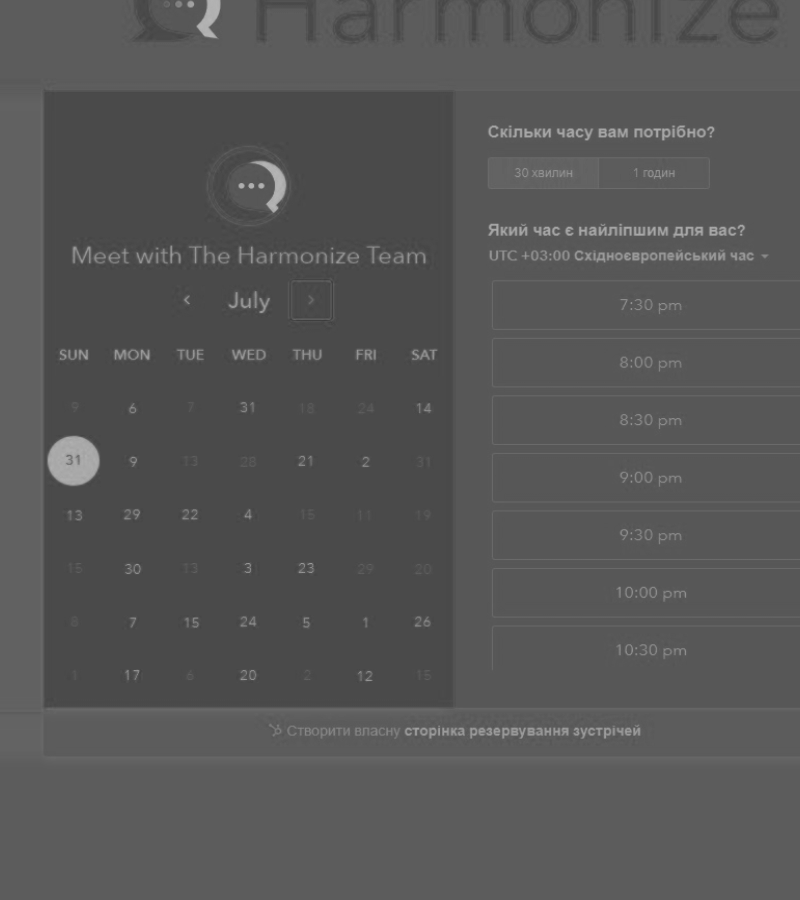 Harmonize
Meet with The Harmonize Team
July
SUN MON TUE WED THU FRI SAT
9 6 7 31 18 24 14
31 9 13 28 21 2 31
13 29 22 4 15 11 19
15 30 13 3 23 29 20
8 7 15 24 5 1 26
1 17 6 20 2 12 15
Скільки часу вам потрібно?
30 хвилин 1 годин
Який час є найліпшим для вас?
UTC +03:00 Східноєвропейський час
7:30 pm
8:00 pm
8:30 pm
9:00 pm
9:30 pm
10:00 pm
10:30 pm
Створити власну сторінка резервування зустрічей